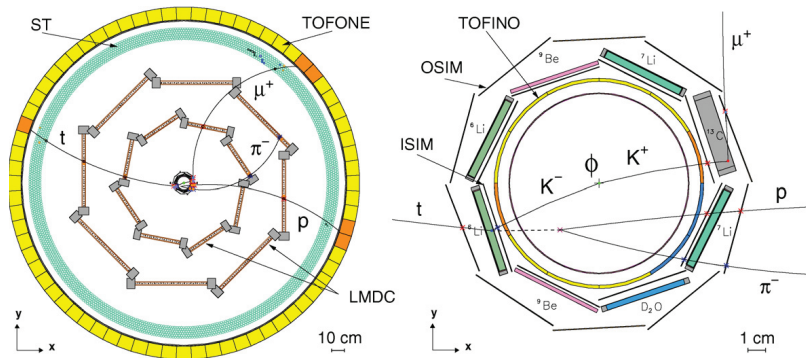 ST
TOFONE
μ+
t
π−
p
LMDC
y
x
10 cm
TOFINO
OSIM
ISIM
9Be
7Li
μ+
6Li
13C
ϕ
K+
K−
t
6Li
p
7Li
π−
9Be
D2O
y
x
1 cm